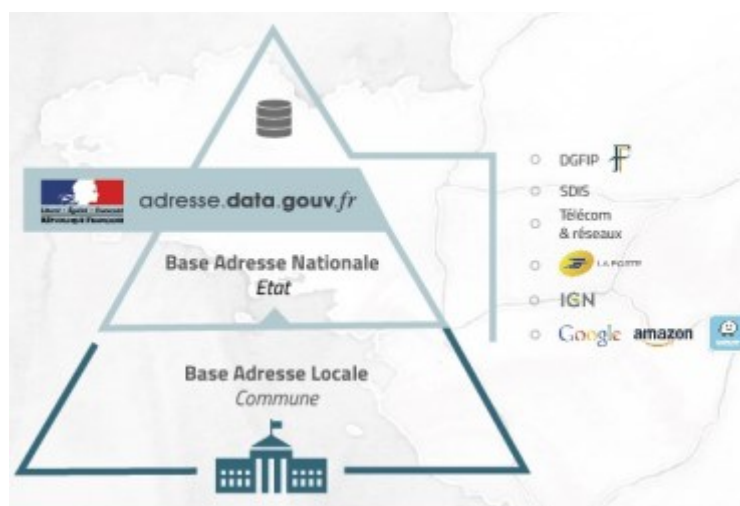 adresse.data.gouv.fr
Base Adresse Nationale
Etat
Base Adresse Locale
Commune
DGFIP
SDIS
Télécom
& réseaux
LA POSTE
IGN
Google amazon